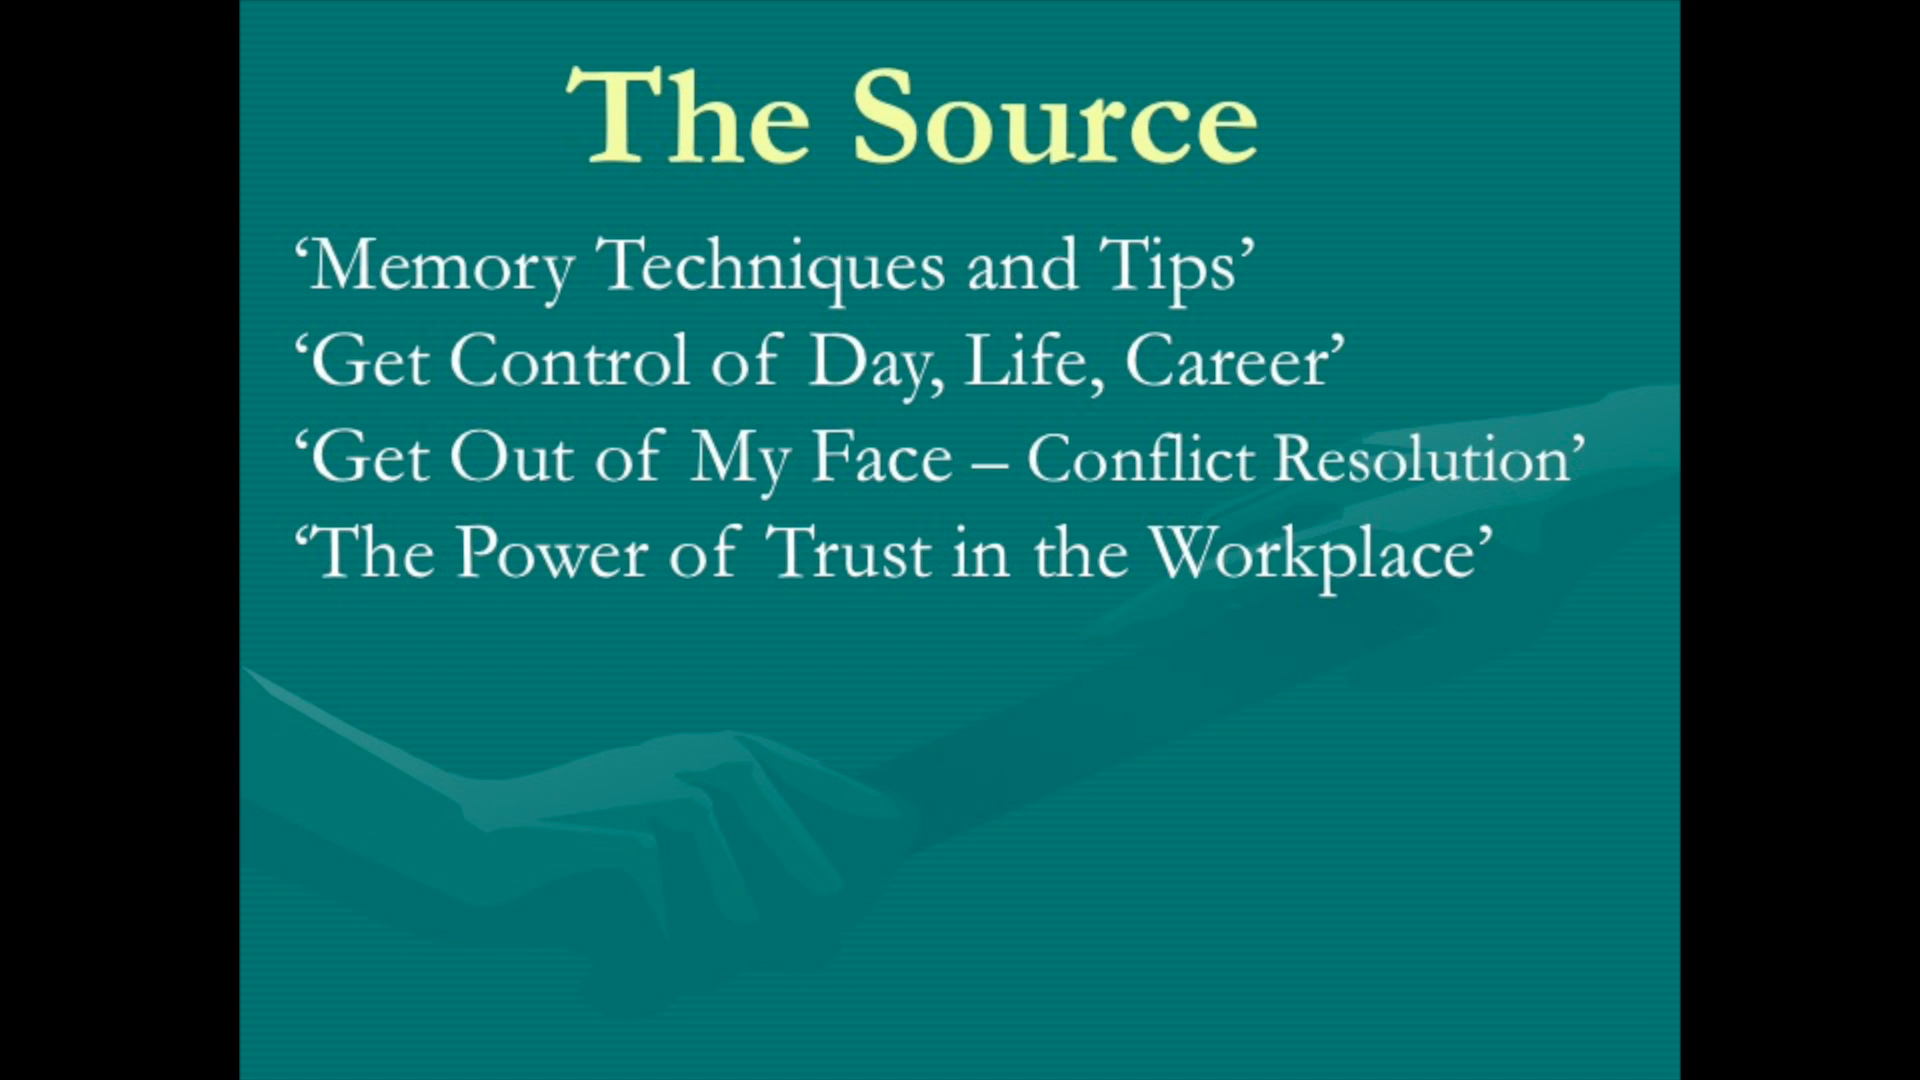 The Source
‘Memory Techniques and Tips’
‘Get Control of Day, Life, Career’
‘Get Out of My Face – Conflict Resolution’
‘The Power of Trust in the Workplace’